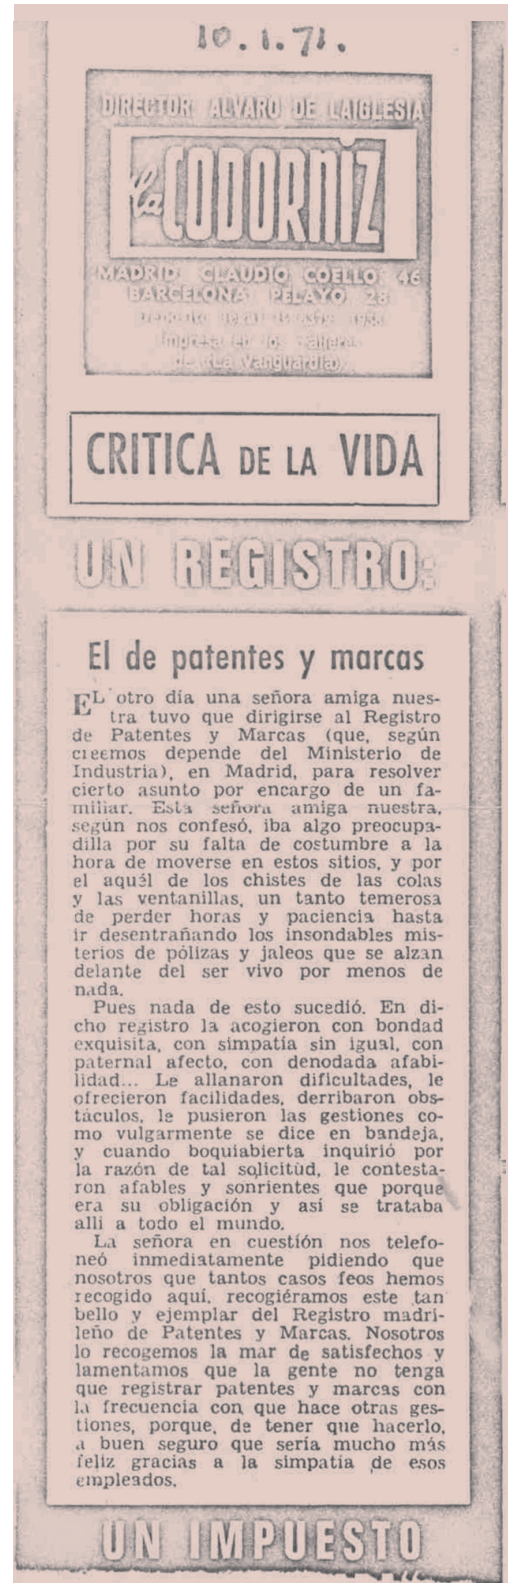 10.1.71.
DIRECTOR ALVARO DE LAIGLESIA
la CODORNIZ
MADRID CLAUDIO COELLO 46
BARCELONA PELAYO 28
Impresa en los Talleres
de «La Vanguardia»
CRITICA DE LA VIDA
UN REGISTRO:
El de patentes y marcas
EL otro día una señora amiga nues-
tra tuvo que dirigirse al Registro
de Patentes y Marcas (que, según
creemos depende del Ministerio de
Industria), en Madrid, para resolver
cierto asunto por encargo de un fa-
miliar. Esta señora amiga nuestra,
según nos confesó, iba algo preocupa-
dilla por su falta de costumbre a la
hora de moverse en estos sitios, y por
el aquél de los chistes de las colas
y las ventanillas, un tanto temerosa
de perder horas y paciencia hasta
ir desentrañando los insondables mis-
terios de pólizas y jaleos que se alzan
delante del ser vivo por menos de
nada.
Pues nada de esto sucedió. En di-
cho registro la acogieron con bondad
exquisita, con simpatía sin igual, con
paternal afecto, con denodada afabi-
lidad... Le allanaron dificultades, le
ofrecieron facilidades, derribaron obs-
táculos, le pusieron las gestiones co-
mo vulgarmente se dice en bandeja,
y cuando boquiabierta inquirió por
la razón de tal solicitud, le contesta-
ron afables y sonrientes que porque
era su obligación y así se trataba
allí a todo el mundo.
La señora en cuestión nos telefo-
neó inmediatamente pidiendo que
nosotros que tantos casos feos hemos
recogido aquí, recogiéramos este tan
bello y ejemplar del Registro madri-
leño de Patentes y Marcas. Nosotros
lo recogemos la mar de satisfechos y
lamentamos que la gente no tenga
que registrar patentes y marcas con
la frecuencia con que hace otras ges-
tiones, porque, de tener que hacerlo,
a buen seguro que sería mucho más
feliz gracias a la simpatía de esos
empleados.
UN IMPUESTO